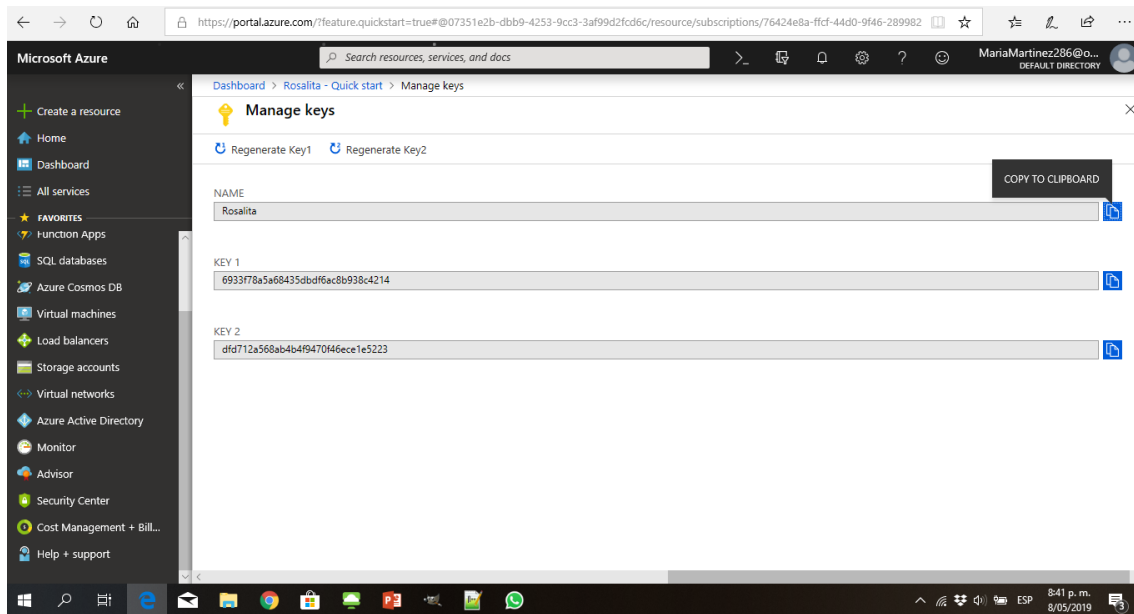 https://portal.azure.com/?feature.quickstart=true#@07351e2b-dbb9-4253-9cc3-3af99d2fcd6c/resource/subscriptions/76424e8a-ffcf-44d0-9f46-289982
Microsoft Azure
Search resources, services, and docs
MariaMartinez286@o...
DEFAULT DIRECTORY
Dashboard > Rosalita - Quick start > Manage keys
Manage keys
Regenerate Key1 Regenerate Key2
COPY TO CLIPBOARD
NAME
Rosalita
KEY 1
6933f78a5a68435dbdf6ac8b938c4214
KEY 2
dfd712a568ab4b4f9470f46ece1e5223
Create a resource
Home
Dashboard
All services
FAVORITES
Function Apps
SQL databases
Azure Cosmos DB
Virtual machines
Load balancers
Storage accounts
Virtual networks
Azure Active Directory
Monitor
Advisor
Security Center
Cost Management + Bill...
Help + support
ESP
8:41 p. m.
8/05/2019
3